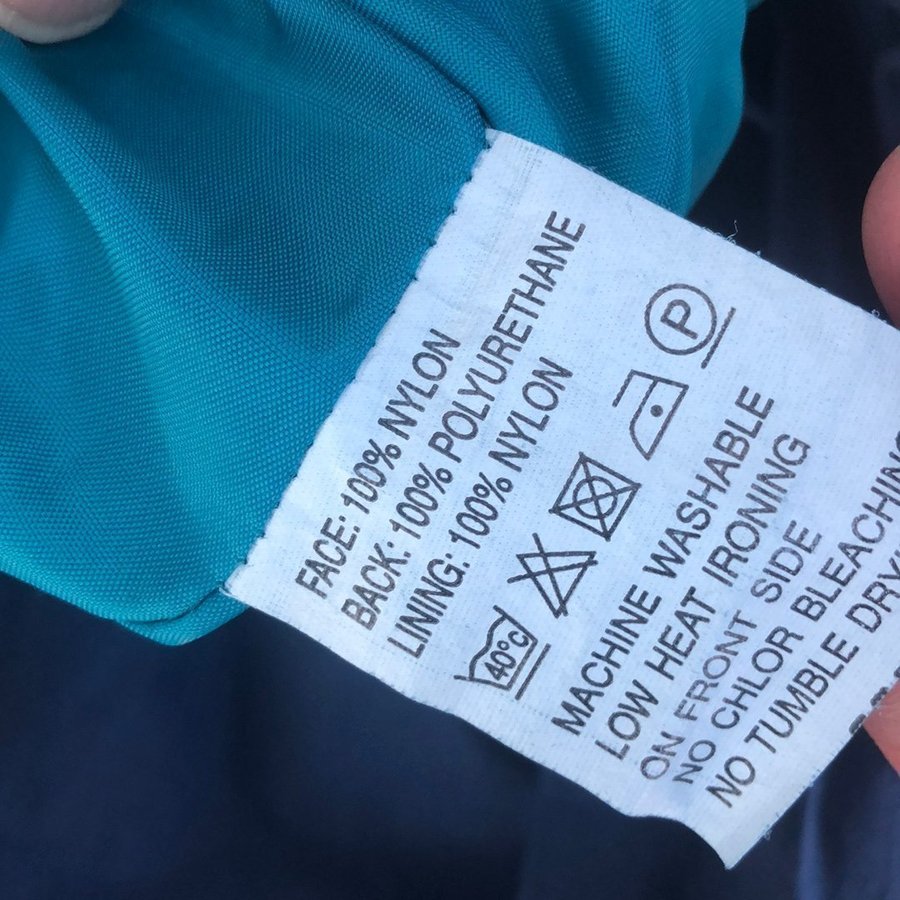 FACE: 100% NYLON
BACK: 100% POLYURETHANE
LINING: 100% NYLON
40°C P
MACHINE WASHABLE
LOW HEAT IRONING
ON FRONT SIDE
NO CHLOR BLEACHING
NO TUMBLE